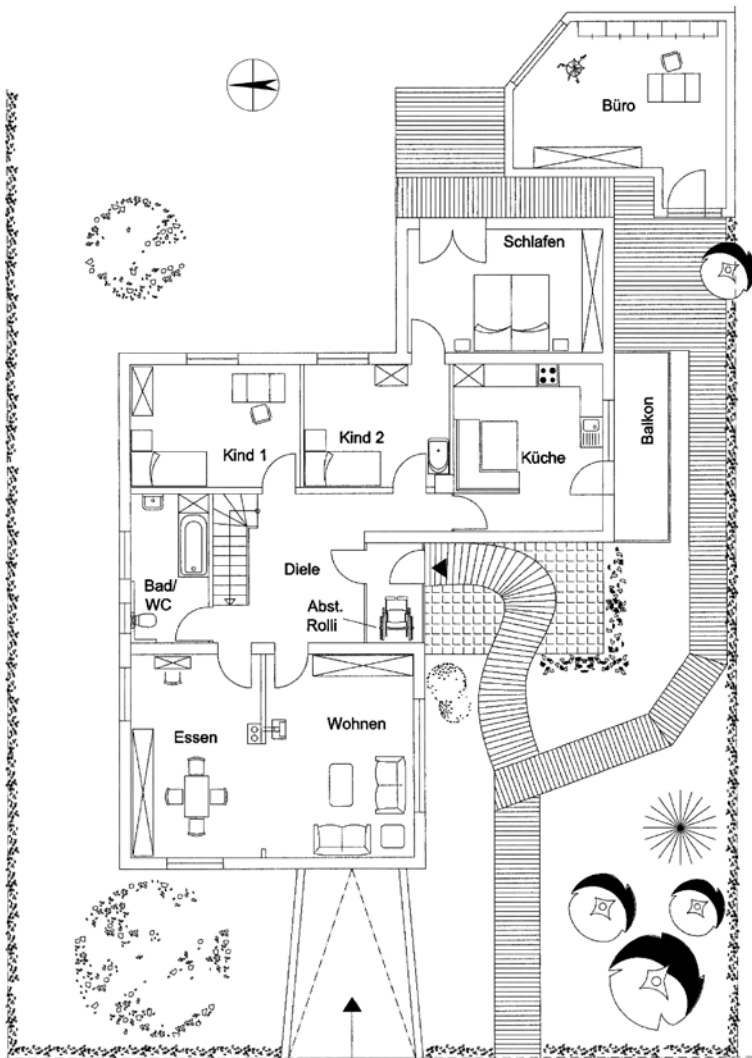 Büro
Schlafen
Kind 1
Kind 2
Küche
Balkon
Diele
Bad/
WC
Abst.
Rolli
Essen
Wohnen